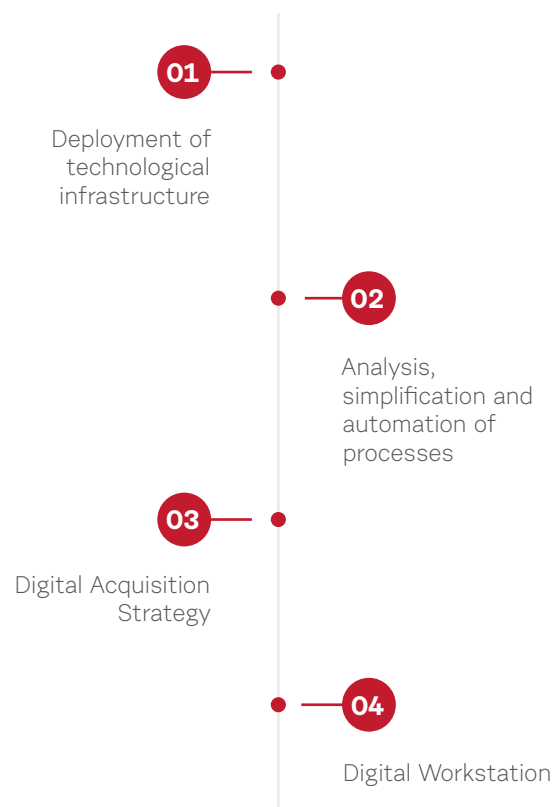 01
Deployment of
technological
infrastructure
02
Analysis,
simplification and
automation of
processes
03
Digital Acquisition
Strategy
04
Digital Workstation